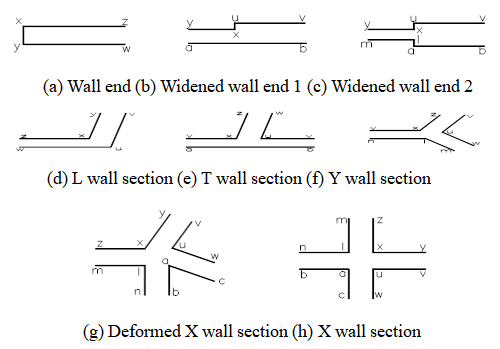 x z
y w
y u v
x
a b
y u v
x
m l
a b
(a) Wall end (b) Widened wall end 1 (c) Widened wall end 2
y v
z x
w u
z w
a b
(d) L wall section (e) T wall section (f) Y wall section
y v
z x u
w
m l a
c
n b
m z
n l x y
b a u v
c w
(g) Deformed X wall section (h) X wall section